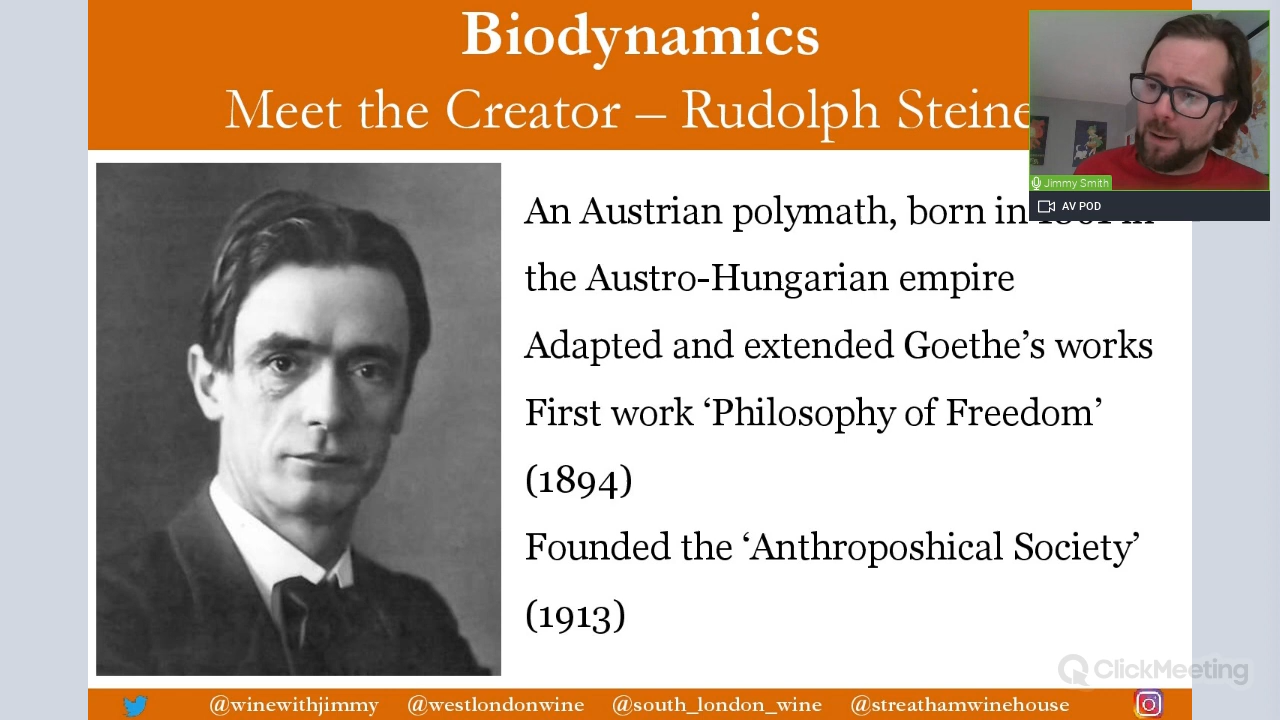 Biodynamics
Meet the Creator – Rudolph Steine
Jimmy Smith
AV POD
An Austrian polymath, born in
the Austro-Hungarian empire
Adapted and extended Goethe’s works
First work ‘Philosophy of Freedom’
(1894)
Founded the ‘Anthroposhical Society’
(1913)
ClickMeeting
@winewithjimmy @westlondonwine @south_london_wine @streathamwinehouse